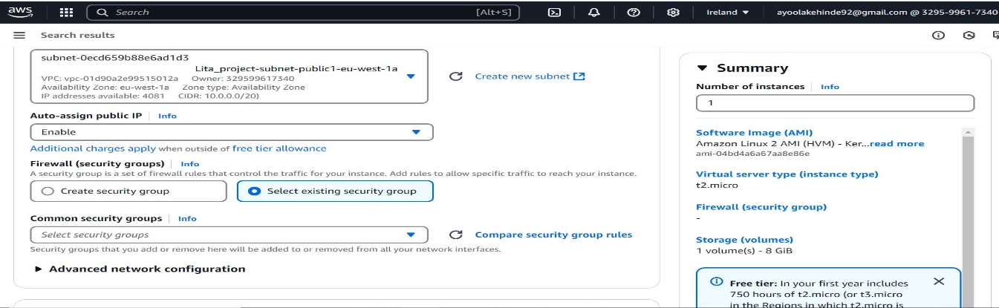 aws
Search [Alt+S] Ireland ayoolakehinde92@gmail.com @ 3295-9961-7340
Search results
subnet-0ecd659b88e6ad1d3
Lita_project-subnet-public1-eu-west-1a
VPC: vpc-01d90a2e99515012a Owner: 329599617340
Availability Zone: eu-west-1a Zone type: Availability Zone
IP addresses available: 4081 CIDR: 10.0.0.0/20)
Create new subnet
Auto-assign public IP Info
Enable
Additional charges apply when outside of free tier allowance
Firewall (security groups) Info
A security group is a set of firewall rules that control the traffic for your instance. Add rules to allow specific traffic to reach your instance.
Create security group
Select existing security group
Common security groups Info
Select security groups
Compare security group rules
Security groups that you add or remove here will be added to or removed from all your network interfaces.
Advanced network configuration
Summary
Number of instances Info
1
Software Image (AMI)
Amazon Linux 2 AMI (HVM) - Ker...read more
ami-04bd4a6a67aa8e86e
Virtual server type (instance type)
t2.micro
Firewall (security group)
-
Storage (volumes)
1 volume(s) - 8 GiB
Free tier: In your first year includes
750 hours of t2.micro (or t3.micro
in the Regions in which t2.micro is